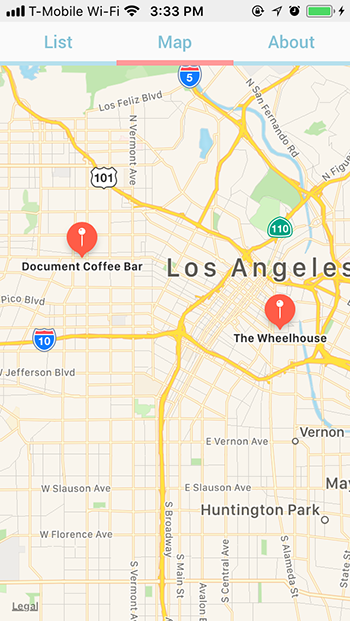 T-Mobile Wi-Fi 3:33 PM
List Map About
5
Los Feliz Blvd
N San Fernando Rd
N Vermont Ave
N Figue
101
110
Document Coffee Bar
Los Angeles
Pico Blvd
The Wheelhouse
10
W Jefferson Blvd
E Vernon Ave
Vernon
W Slauson Ave
E Slauson Ave
May
Huntington Park
W Florence Ave
S Broadway
S Vermont A
S Main St
Avalon B
S Central Ave
S Alameda St
State S
Legal